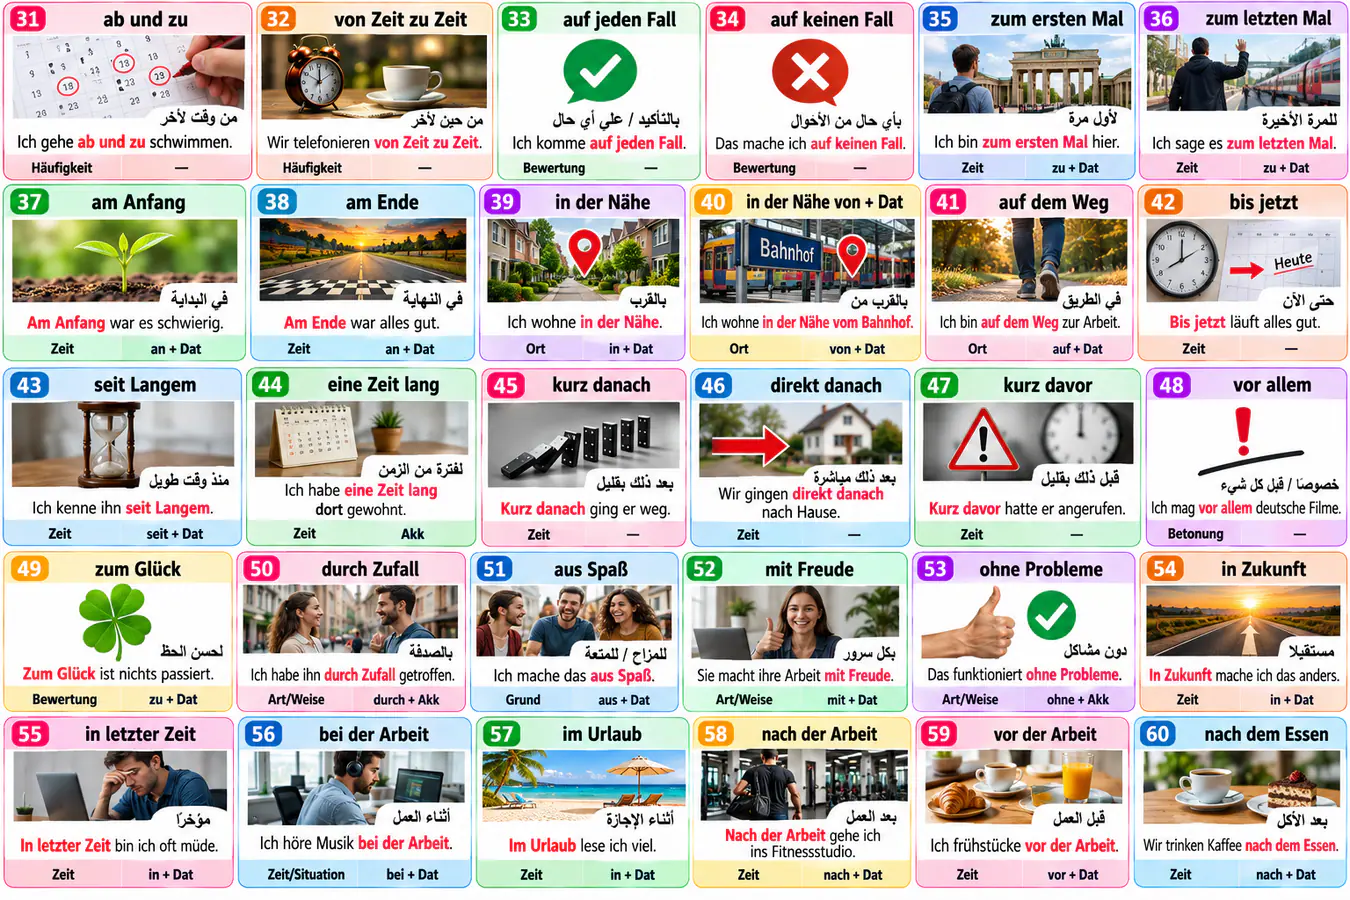 31 ab und zu
من وقت لآخر
Ich gehe ab und zu schwimmen.
Häufigkeit —
32 von Zeit zu Zeit
من حين لآخر
Wir telefonieren von Zeit zu Zeit.
Häufigkeit —
33 auf jeden Fall
بالتأكيد / علي أي حال
Ich komme auf jeden Fall.
Bewertung —
34 auf keinen Fall
بأي حال من الأحوال
Das mache ich auf keinen Fall.
Bewertung —
35 zum ersten Mal
لأول مرة
Ich bin zum ersten Mal hier.
Zeit zu + Dat
36 zum letzten Mal
للمرة الأخيرة
Ich sage es zum letzten Mal.
Zeit zu + Dat
37 am Anfang
في البداية
Am Anfang war es schwierig.
Zeit an + Dat
38 am Ende
في النهاية
Am Ende war alles gut.
Zeit an + Dat
39 in der Nähe
بالقرب
Ich wohne in der Nähe.
Ort in + Dat
40 in der Nähe von + Dat
Bahnhof
بالقرب من
Ich wohne in der Nähe vom Bahnhof.
Ort von + Dat
41 auf dem Weg
في الطريق
Ich bin auf dem Weg zur Arbeit.
Ort auf + Dat
42 bis jetzt
Heute
حتى الآن
Bis jetzt läuft alles gut.
Zeit —
43 seit Langem
منذ وقت طويل
Ich kenne ihn seit Langem.
Zeit seit + Dat
44 eine Zeit lang
لفترة من الزمن
Ich habe eine Zeit lang
dort gewohnt.
Zeit Akk
45 kurz danach
بعد ذلك بقليل
Kurz danach ging er weg.
Zeit —
46 direkt danach
بعد ذلك مباشرة
Wir gingen direkt danach
nach Hause.
Zeit —
47 kurz davor
قبل ذلك بقليل
Kurz davor hatte er angerufen.
Zeit —
48 vor allem
خصوصًا / قبل كل شيء
Ich mag vor allem deutsche Filme.
Betonung —
49 zum Glück
لحسن الحظ
Zum Glück ist nichts passiert.
Bewertung zu + Dat
50 durch Zufall
بالصدفة
Ich habe ihn durch Zufall getroffen.
Art/Weise durch + Akk
51 aus Spaß
للمزاح / للمتعة
Ich mache das aus Spaß.
Grund aus + Dat
52 mit Freude
بكل سرور
Sie macht ihre Arbeit mit Freude.
Art/Weise mit + Dat
53 ohne Probleme
دون مشاكل
Das funktioniert ohne Probleme.
Art/Weise ohne + Akk
54 in Zukunft
مستقبلا
In Zukunft mache ich das anders.
Zeit in + Dat
55 in letzter Zeit
مؤخرًا
In letzter Zeit bin ich oft müde.
Zeit in + Dat
56 bei der Arbeit
أثناء العمل
Ich höre Musik bei der Arbeit.
Zeit/Situation bei + Dat
57 im Urlaub
أثناء الإجازة
Im Urlaub lese ich viel.
Zeit in + Dat
58 nach der Arbeit
بعد العمل
Nach der Arbeit gehe ich
ins Fitnessstudio.
Zeit nach + Dat
59 vor der Arbeit
قبل العمل
Ich frühstücke vor der Arbeit.
Zeit vor + Dat
60 nach dem Essen
بعد الأكل
Wir trinken Kaffee nach dem Essen.
Zeit nach + Dat